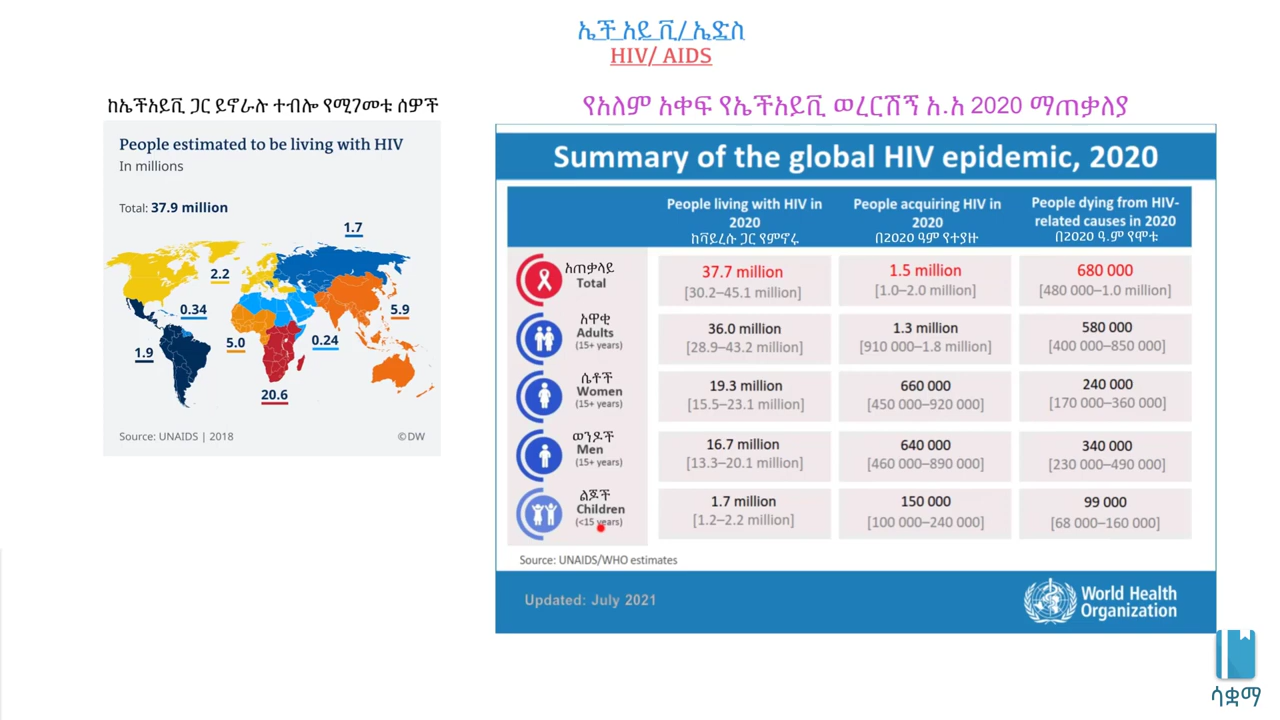 ኤች አይ ቪ/ ኤድስ
HIV/ AIDS
ከኤችአይቪ ጋር ይኖራሉ ተብሎ የሚገመቱ ሰዎች
People estimated to be living with HIV
In millions
Total: 37.9 million
1.7
2.2
0.34
5.9
5.0
0.24
1.9
20.6
Source: UNAIDS | 2018
©DW
የአለም አቀፍ የኤችአይቪ ወረርሽኝ አ.አ 2020 ማጠቃለያ
Summary of the global HIV epidemic, 2020
People living with HIV in
2020
ከቫይረሱ ጋር የምኖሩ
People acquiring HIV in
2020
በ2020 ዓም የተያዙ
People dying from HIV-
related causes in 2020
በ2020 ዓ.ም የሞቱ
አጠቃላይ
Total
37.7 million
[30.2–45.1 million]
1.5 million
[1.0–2.0 million]
680 000
[480 000–1.0 million]
አዋቂ
Adults
(15+ years)
36.0 million
[28.9–43.2 million]
1.3 million
[910 000–1.8 million]
580 000
[400 000–850 000]
ሴቶች
Women
(15+ years)
19.3 million
[15.5–23.1 million]
660 000
[450 000–920 000]
240 000
[170 000–360 000]
ወንዶች
Men
(15+ years)
16.7 million
[13.3–20.1 million]
640 000
[460 000–890 000]
340 000
[230 000–490 000]
ልጆች
Children
(<15 years)
1.7 million
[1.2–2.2 million]
150 000
[100 000–240 000]
99 000
[68 000–160 000]
Source: UNAIDS/WHO estimates
Updated: July 2021
World Health
Organization
ሳቋማ